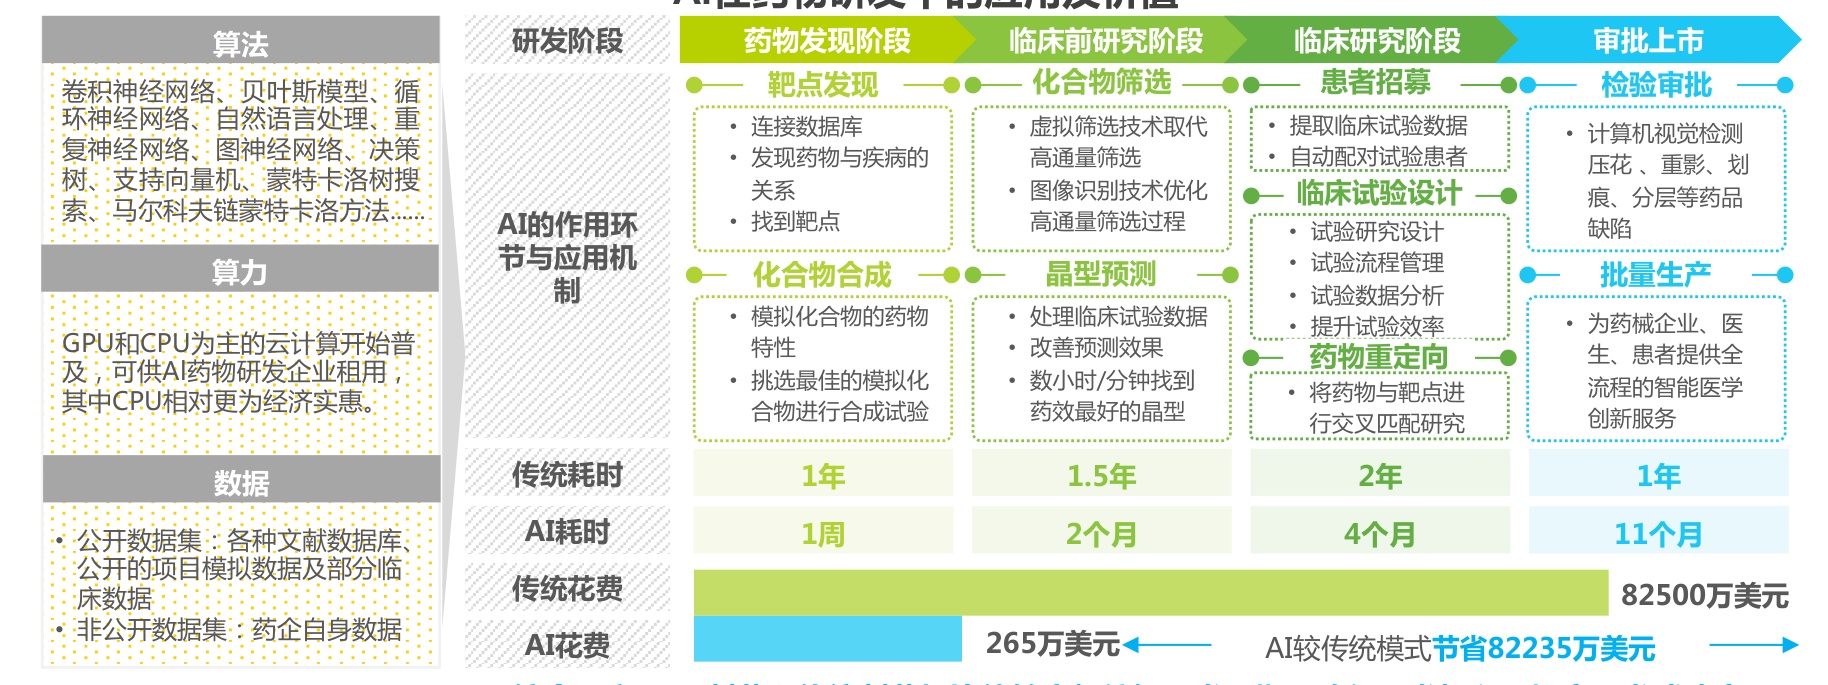 AI在药物研发中的应用及价值
算法
卷积神经网络、贝叶斯模型、循
环神经网络、自然语言处理、重
复神经网络、图神经网络、决策
树、支持向量机、蒙特卡洛树搜
索、马尔科夫链蒙特卡洛方法......
算力
GPU和CPU为主的云计算开始普
及，可供AI药物研发企业租用，
其中CPU相对更为经济实惠。
数据
• 公开数据集：各种文献数据库、
公开的项目模拟数据及部分临
床数据
• 非公开数据集：药企自身数据
研发阶段
药物发现阶段
临床前研究阶段
临床研究阶段
审批上市
AI的作用环
节与应用机
制
靶点发现
• 连接数据库
• 发现药物与疾病的
关系
• 找到靶点
化合物合成
• 模拟化合物的药物
特性
• 挑选最佳的模拟化
合物进行合成试验
化合物筛选
• 虚拟筛选技术取代
高通量筛选
• 图像识别技术优化
高通量筛选过程
晶型预测
• 处理临床试验数据
• 改善预测效果
• 数小时/分钟找到
药效最好的晶型
患者招募
• 提取临床试验数据
• 自动配对试验患者
临床试验设计
• 试验研究设计
• 试验流程管理
• 试验数据分析
• 提升试验效率
药物重定向
• 将药物与靶点进
行交叉匹配研究
检验审批
• 计算机视觉检测
压花 、重影、划
痕、分层等药品
缺陷
批量生产
• 为药械企业、医
生、患者提供全
流程的智能医学
创新服务
传统耗时
1年
1.5年
2年
1年
AI耗时
1周
2个月
4个月
11个月
传统花费
82500万美元
AI花费
265万美元
AI较传统模式节省82235万美元